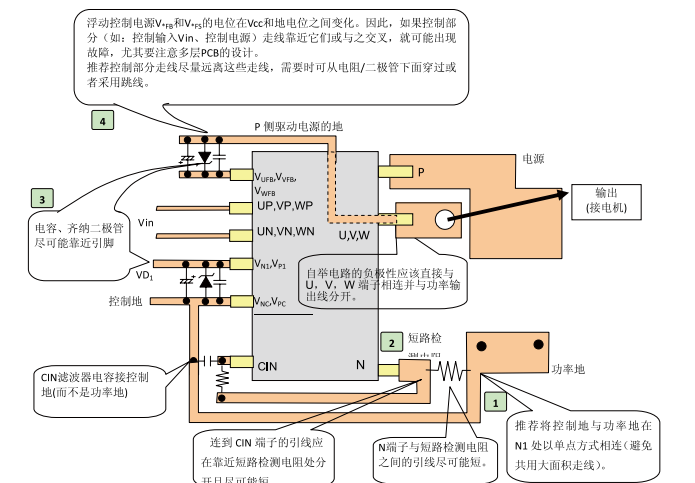 浮动控制电源V*FB和V*FS的电位在Vcc和地电位之间变化。因此，如果控制部
分（如：控制输入Vin、控制电源）走线靠近它们或与之交叉，就可能出现
故障，尤其要注意多层PCB的设计。
推荐控制部分走线尽量远离这些走线，需要时可从电阻/二极管下面穿过或
者采用跳线。
4
P 侧驱动电源的地
3
电容、齐纳二极管
尽可能靠近引脚
Vin
VD1
控制地
VUFB,VVFB,
VWFB
UP,VP,WP
UN,VN,WN
VN1,VP1
VNC,VPC
CIN
P
U,V,W
N
电源
输出
(接电机)
自举电路的负极性应该直接与
U，V，W 端子相连并与功率输
出线分开。
2
短路检
测电阻
功率地
1
CIN滤波器电容接控制
地(而不是功率地)
连到 CIN 端子的引线应
在靠近短路检测电阻处分
开且尽可能短
N端子与短路检测电阻
之间的引线尽可能短。
推荐将控制地与功率地在
N1 处以单点方式相连（避免
共用大面积走线）。